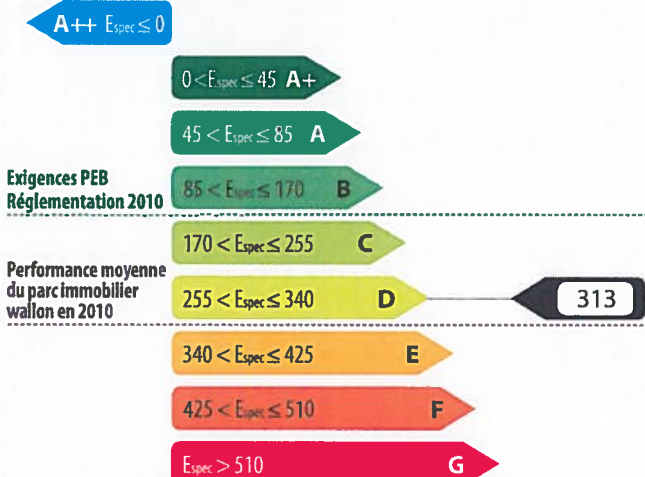 A++ Espec ≤ 0
0 < Espec ≤ 45 A+
45 < Espec ≤ 85 A
Exigences PEB
Réglementation 2010
85 < Espec ≤ 170 B
170 < Espec ≤ 255 C
Performance moyenne
du parc immobilier
wallon en 2010
255 < Espec ≤ 340 D
313
340 < Espec ≤ 425 E
425 < Espec ≤ 510 F
Espec > 510 G